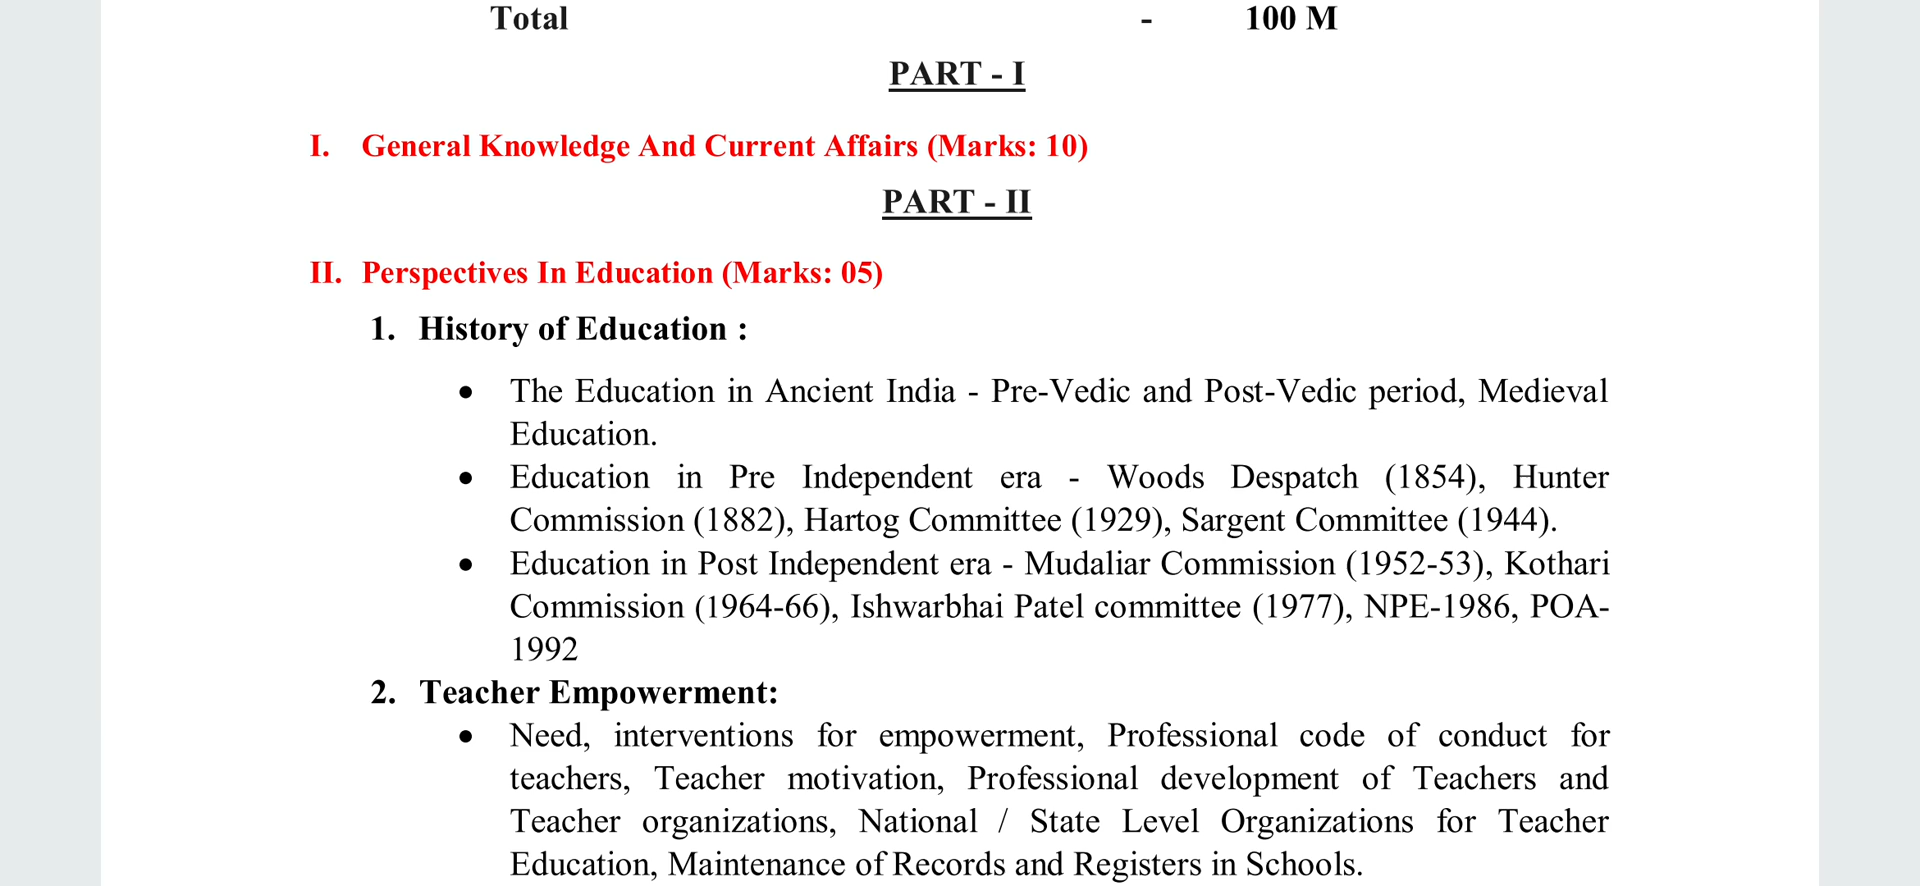 Total - 100 M
PART - I
I. General Knowledge And Current Affairs (Marks: 10)
PART - II
II. Perspectives In Education (Marks: 05)
1. History of Education :
• The Education in Ancient India - Pre-Vedic and Post-Vedic period, Medieval
Education.
• Education in Pre Independent era - Woods Despatch (1854), Hunter
Commission (1882), Hartog Committee (1929), Sargent Committee (1944).
• Education in Post Independent era - Mudaliar Commission (1952-53), Kothari
Commission (1964-66), Ishwarbhai Patel committee (1977), NPE-1986, POA-
1992
2. Teacher Empowerment:
• Need, interventions for empowerment, Professional code of conduct for
teachers, Teacher motivation, Professional development of Teachers and
Teacher organizations, National / State Level Organizations for Teacher
Education, Maintenance of Records and Registers in Schools.